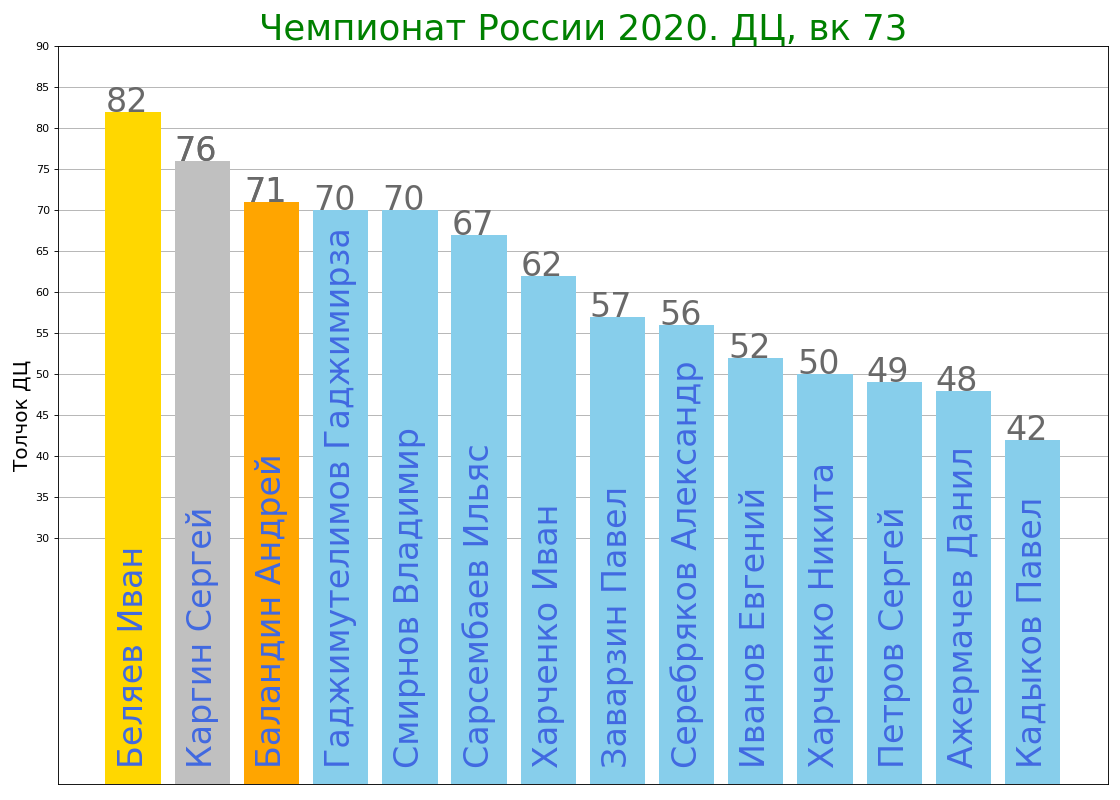 Чемпионат России 2020. ДЦ, вк 73
Толчок ДЦ
90
85
80
75
70
65
60
55
50
45
40
35
30
82
76
71
70
70
67
62
57
56
52
50
49
48
42
Беляев Иван
Каргин Сергей
Баландин Андрей
Гаджимутелимов Гаджимирза
Смирнов Владимир
Сарсембаев Ильяс
Харченко Иван
Заварзин Павел
Серебряков Александр
Иванов Евгений
Харченко Никита
Петров Сергей
Ажермачев Данил
Кадыков Павел